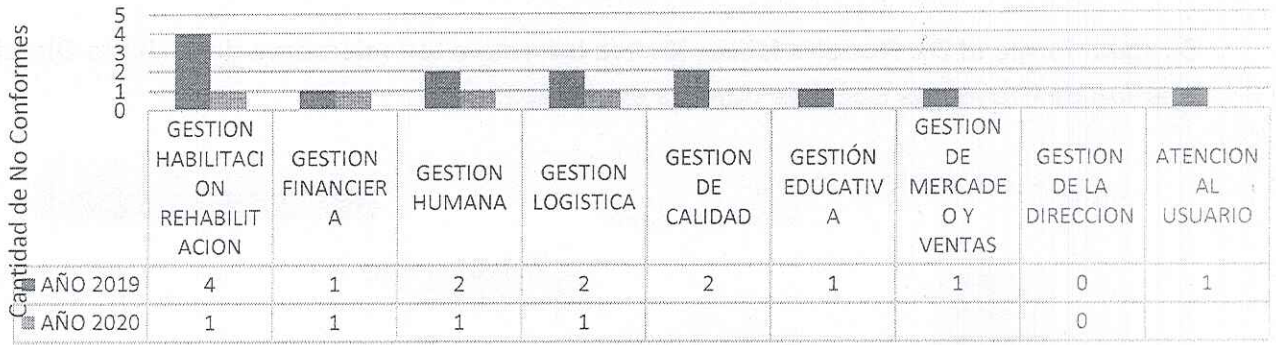 Cantidad de No Conformes
5
4
3
2
1
0
GESTION
HABILITACI
ON
REHABILIT
ACION
GESTION
FINANCIER
A
GESTION
HUMANA
GESTION
LOGISTICA
GESTION
DE
CALIDAD
GESTIÓN
EDUCATIV
A
GESTION
DE
MERCADE
O Y
VENTAS
GESTION
DE LA
DIRECCION
ATENCION
AL
USUARIO
AÑO 2019 4 1 2 2 2 1 1 0 1
AÑO 2020 1 1 1 1 0